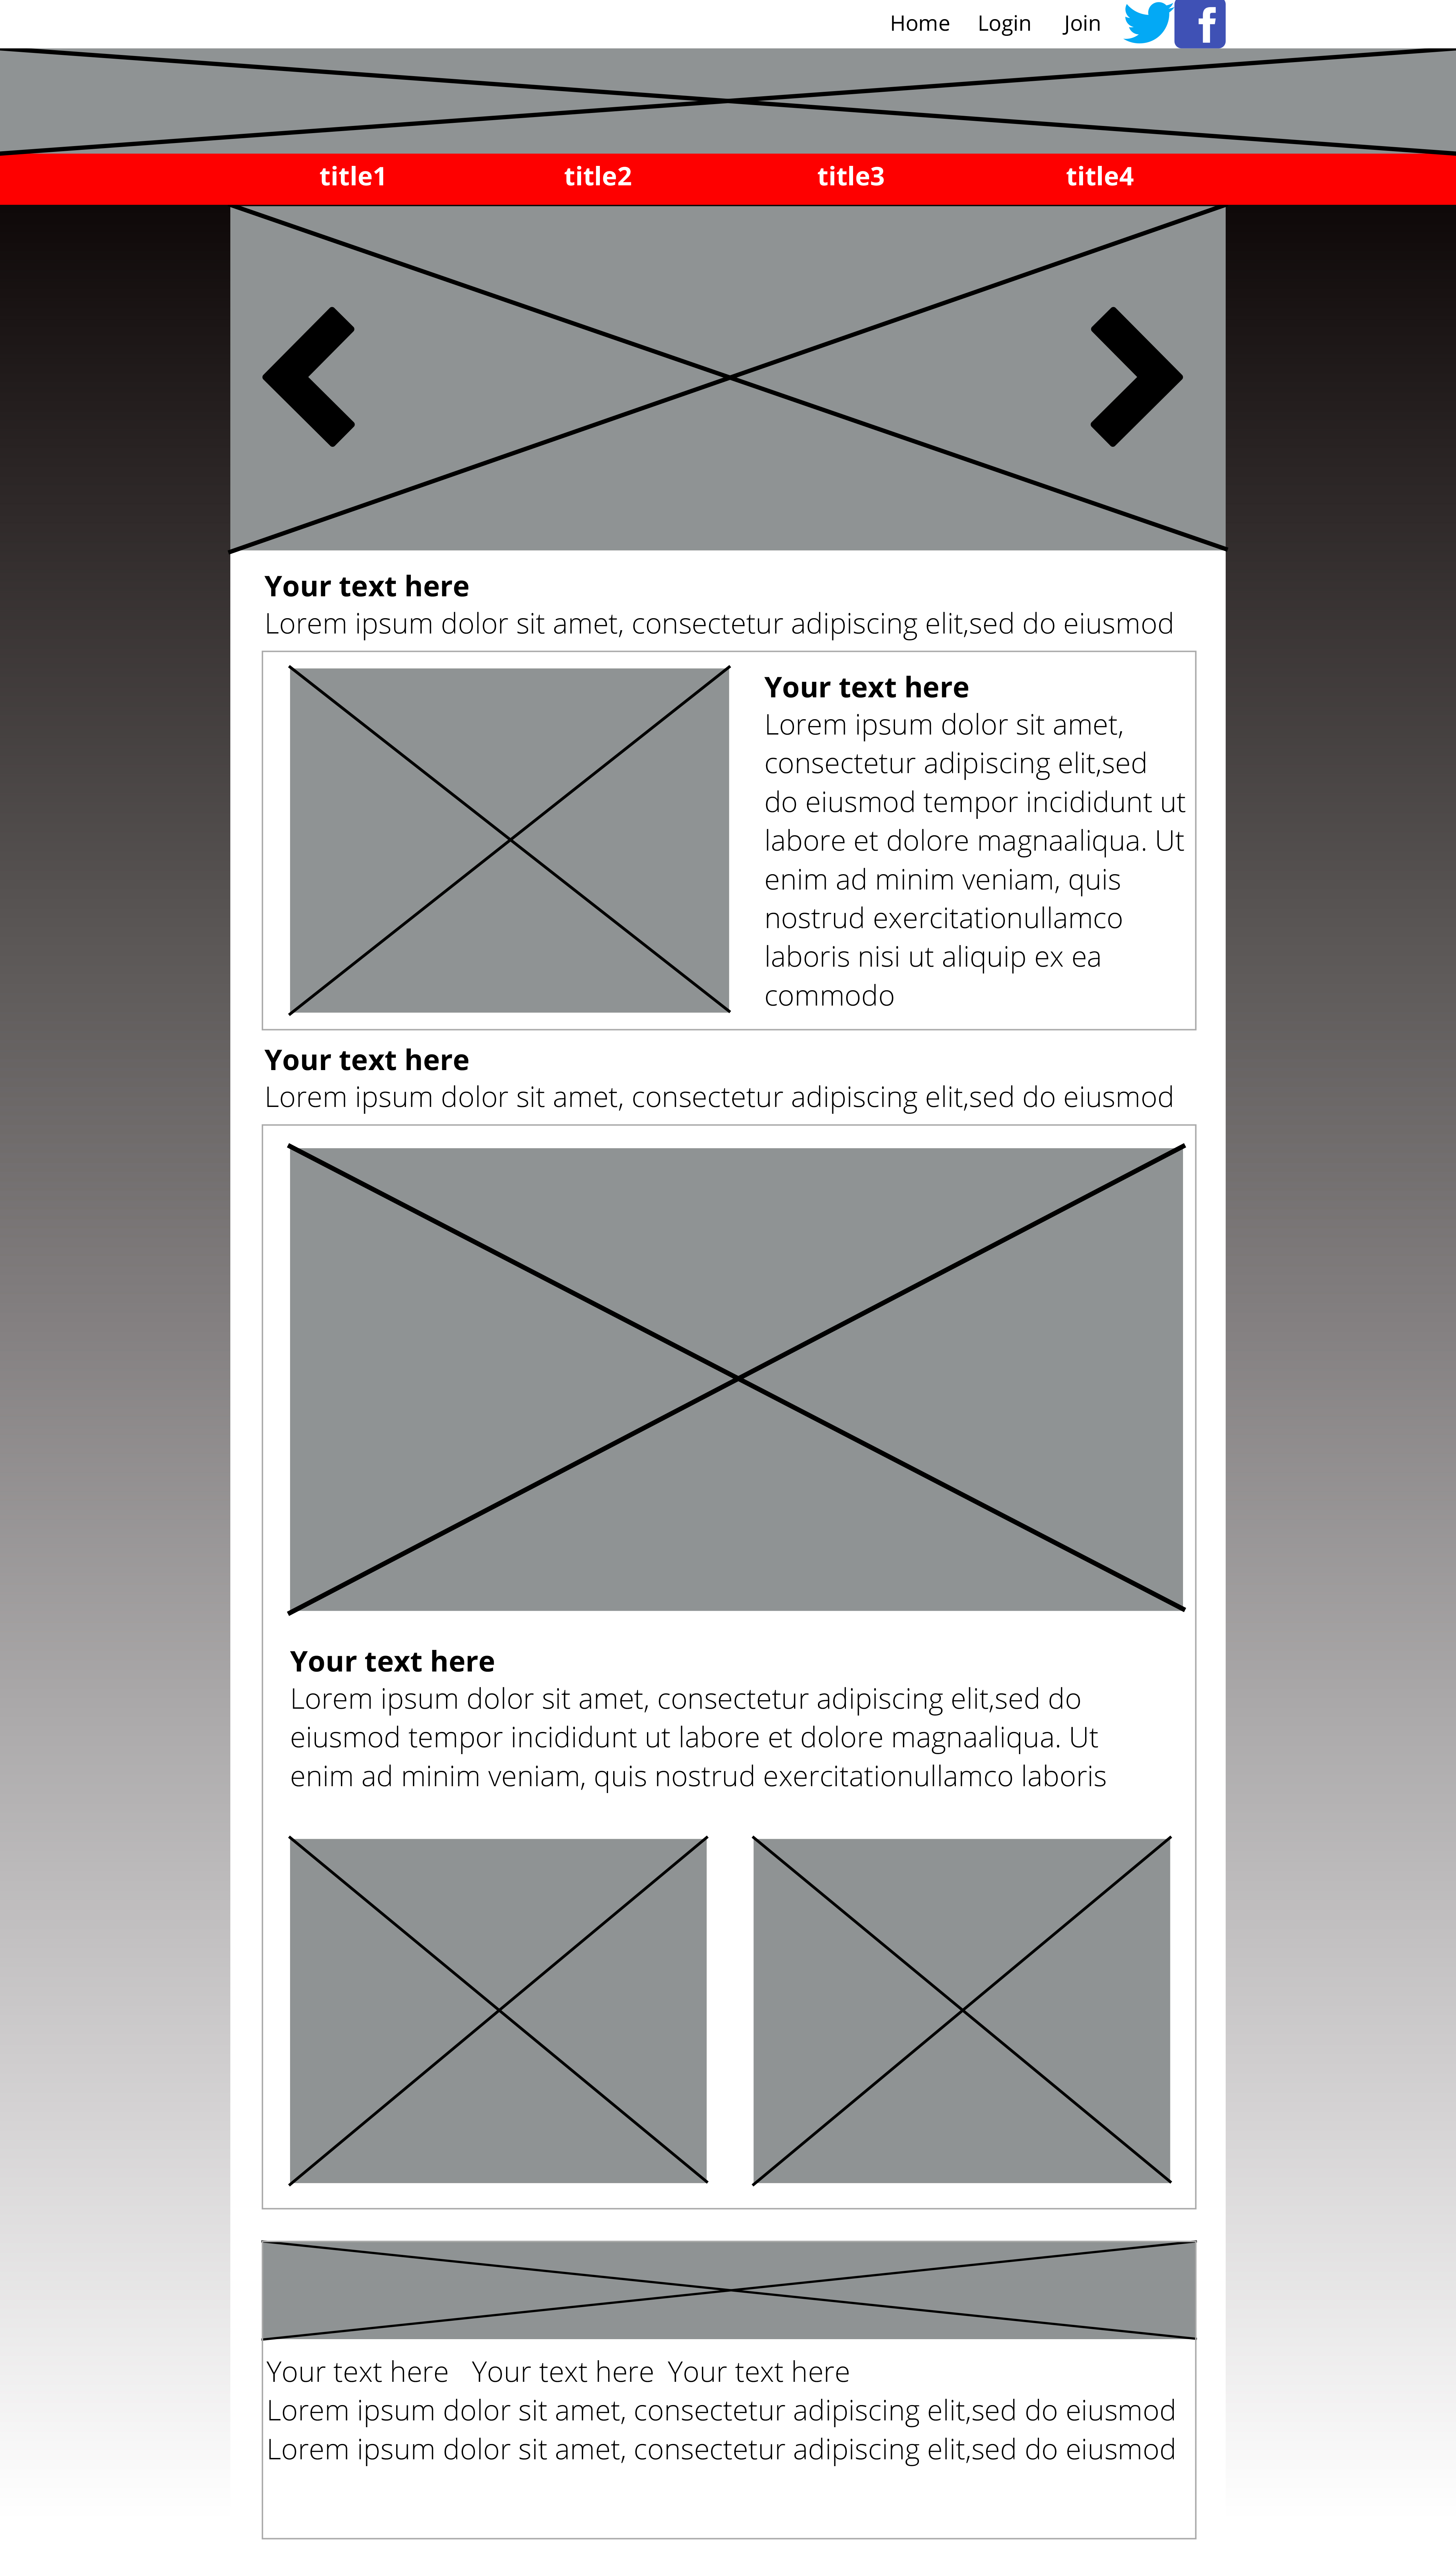 Home Login Join
title1 title2 title3 title4
Your text here
Lorem ipsum dolor sit amet, consectetur adipiscing elit,sed do eiusmod
Your text here
Lorem ipsum dolor sit amet,
consectetur adipiscing elit,sed
do eiusmod tempor incididunt ut
labore et dolore magnaaliqua. Ut
enim ad minim veniam, quis
nostrud exercitationullamco
laboris nisi ut aliquip ex ea
commodo
Your text here
Lorem ipsum dolor sit amet, consectetur adipiscing elit,sed do eiusmod
Your text here
Lorem ipsum dolor sit amet, consectetur adipiscing elit,sed do
eiusmod tempor incididunt ut labore et dolore magnaaliqua. Ut
enim ad minim veniam, quis nostrud exercitationullamco laboris
Your text here Your text here Your text here
Lorem ipsum dolor sit amet, consectetur adipiscing elit,sed do eiusmod
Lorem ipsum dolor sit amet, consectetur adipiscing elit,sed do eiusmod